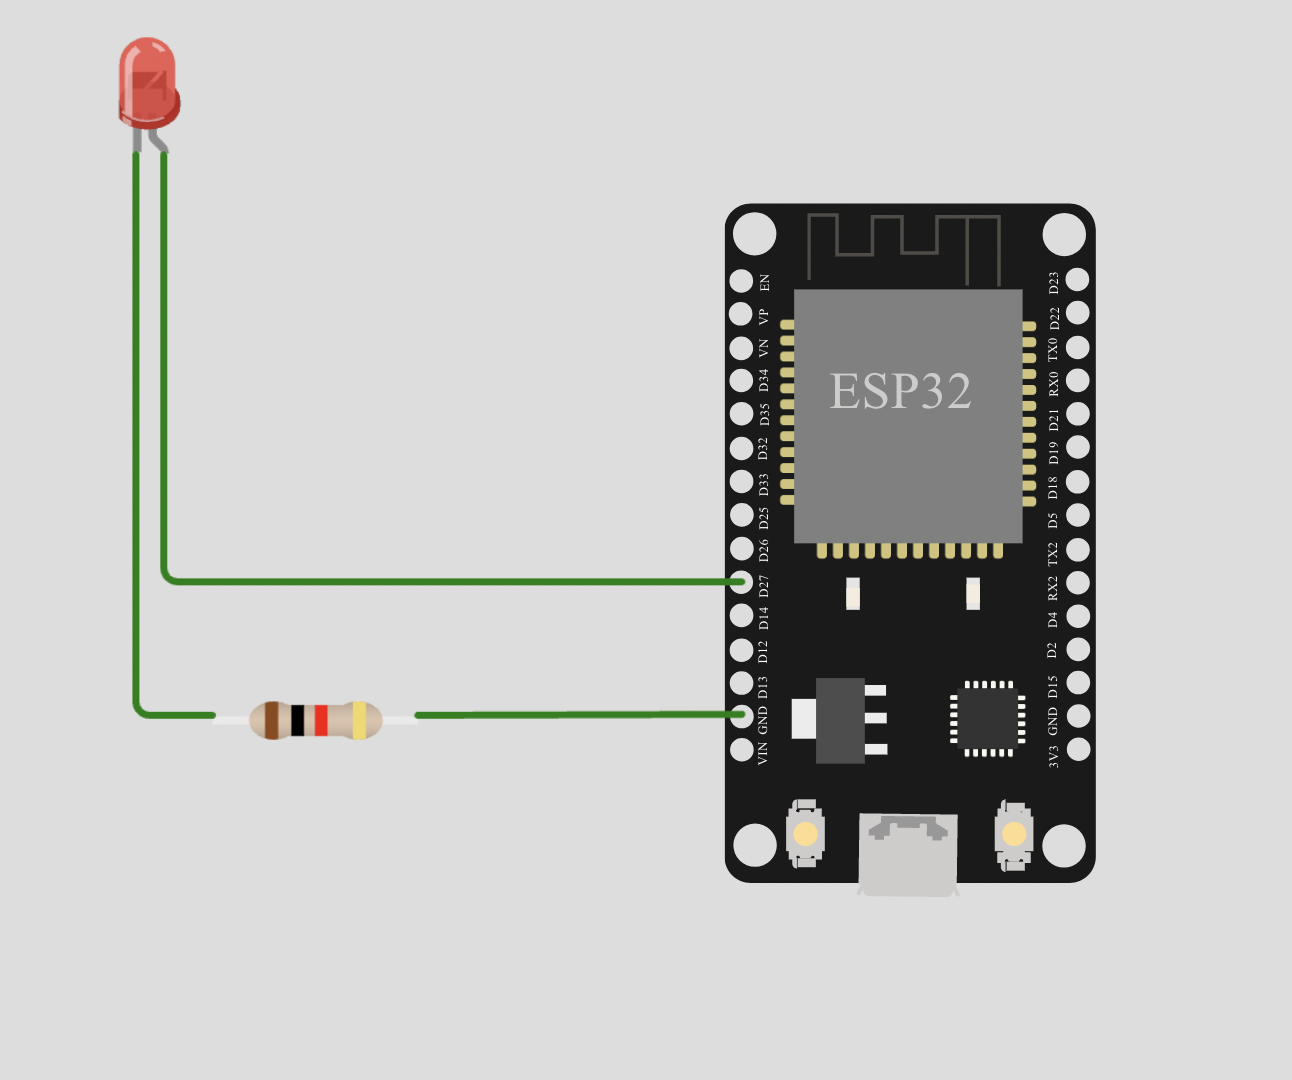 EN
VP
VN
D34
D35
D32
D33
D25
D26
D27
D14
D12
D13
GND
VIN
ESP32
D23
D22
TX0
RX0
D21
D19
D18
D5
TX2
RX2
D4
D2
D15
GND
3V3